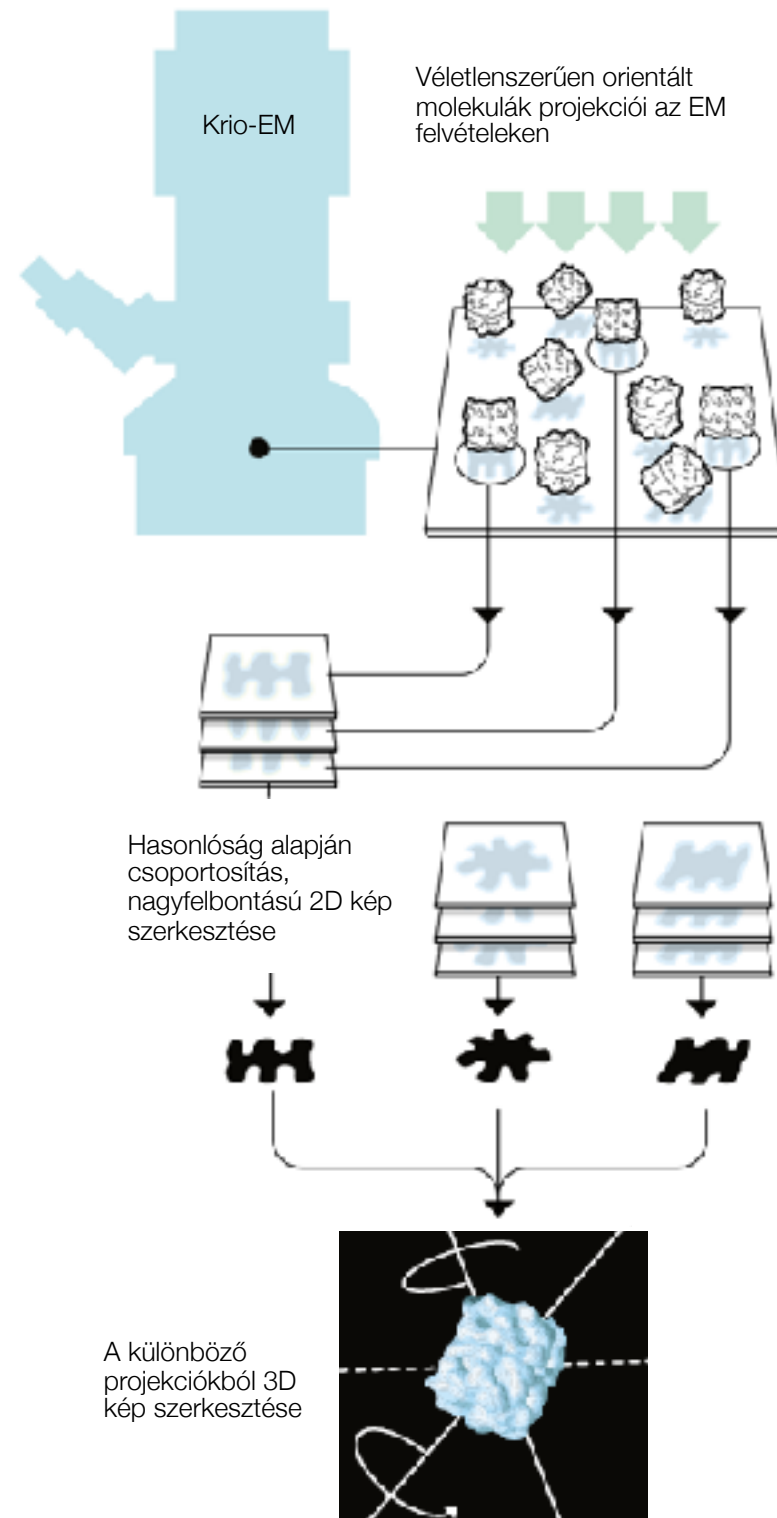 Krio-EM
Véletlenszerűen orientált
molekulák projekciói az EM
felvételeken
Hasonlóság alapján
csoportosítás,
nagyfelbontású 2D kép
szerkesztése
A különböző
projekciókból 3D
kép szerkesztése